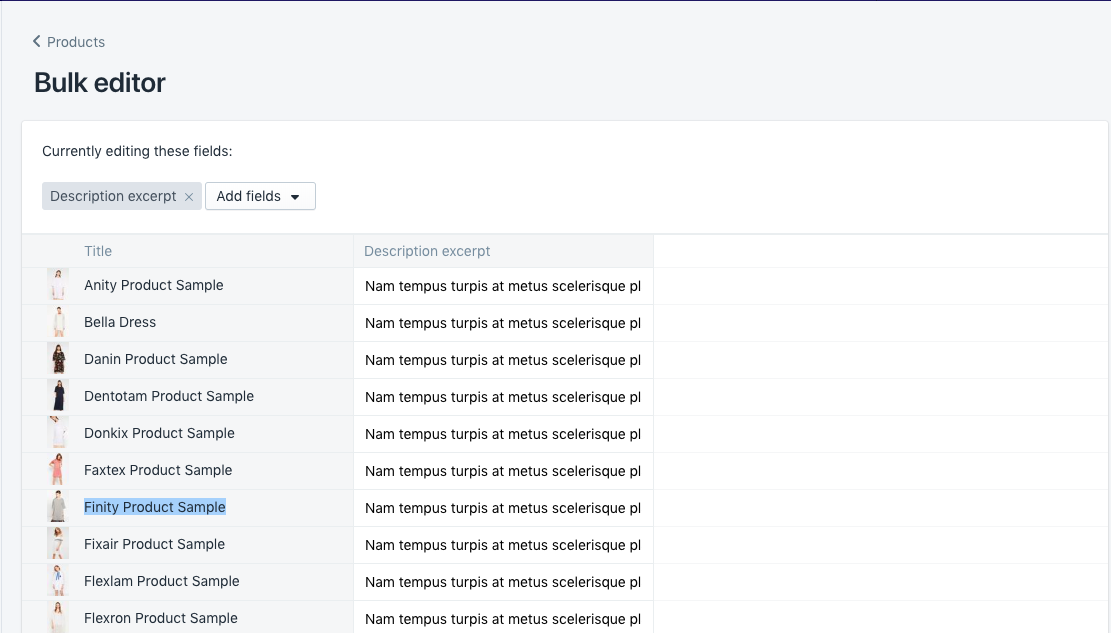 Products
Bulk editor
Currently editing these fields:
Description excerpt
Add fields
Title Description excerpt
Anity Product Sample Nam tempus turpis at metus scelerisque pl
Bella Dress Nam tempus turpis at metus scelerisque pl
Danin Product Sample Nam tempus turpis at metus scelerisque pl
Dentotam Product Sample Nam tempus turpis at metus scelerisque pl
Donkix Product Sample Nam tempus turpis at metus scelerisque pl
Faxtex Product Sample Nam tempus turpis at metus scelerisque pl
Finity Product Sample Nam tempus turpis at metus scelerisque pl
Fixair Product Sample Nam tempus turpis at metus scelerisque pl
Flexlam Product Sample Nam tempus turpis at metus scelerisque pl
Flexron Product Sample Nam tempus turpis at metus scelerisque pl